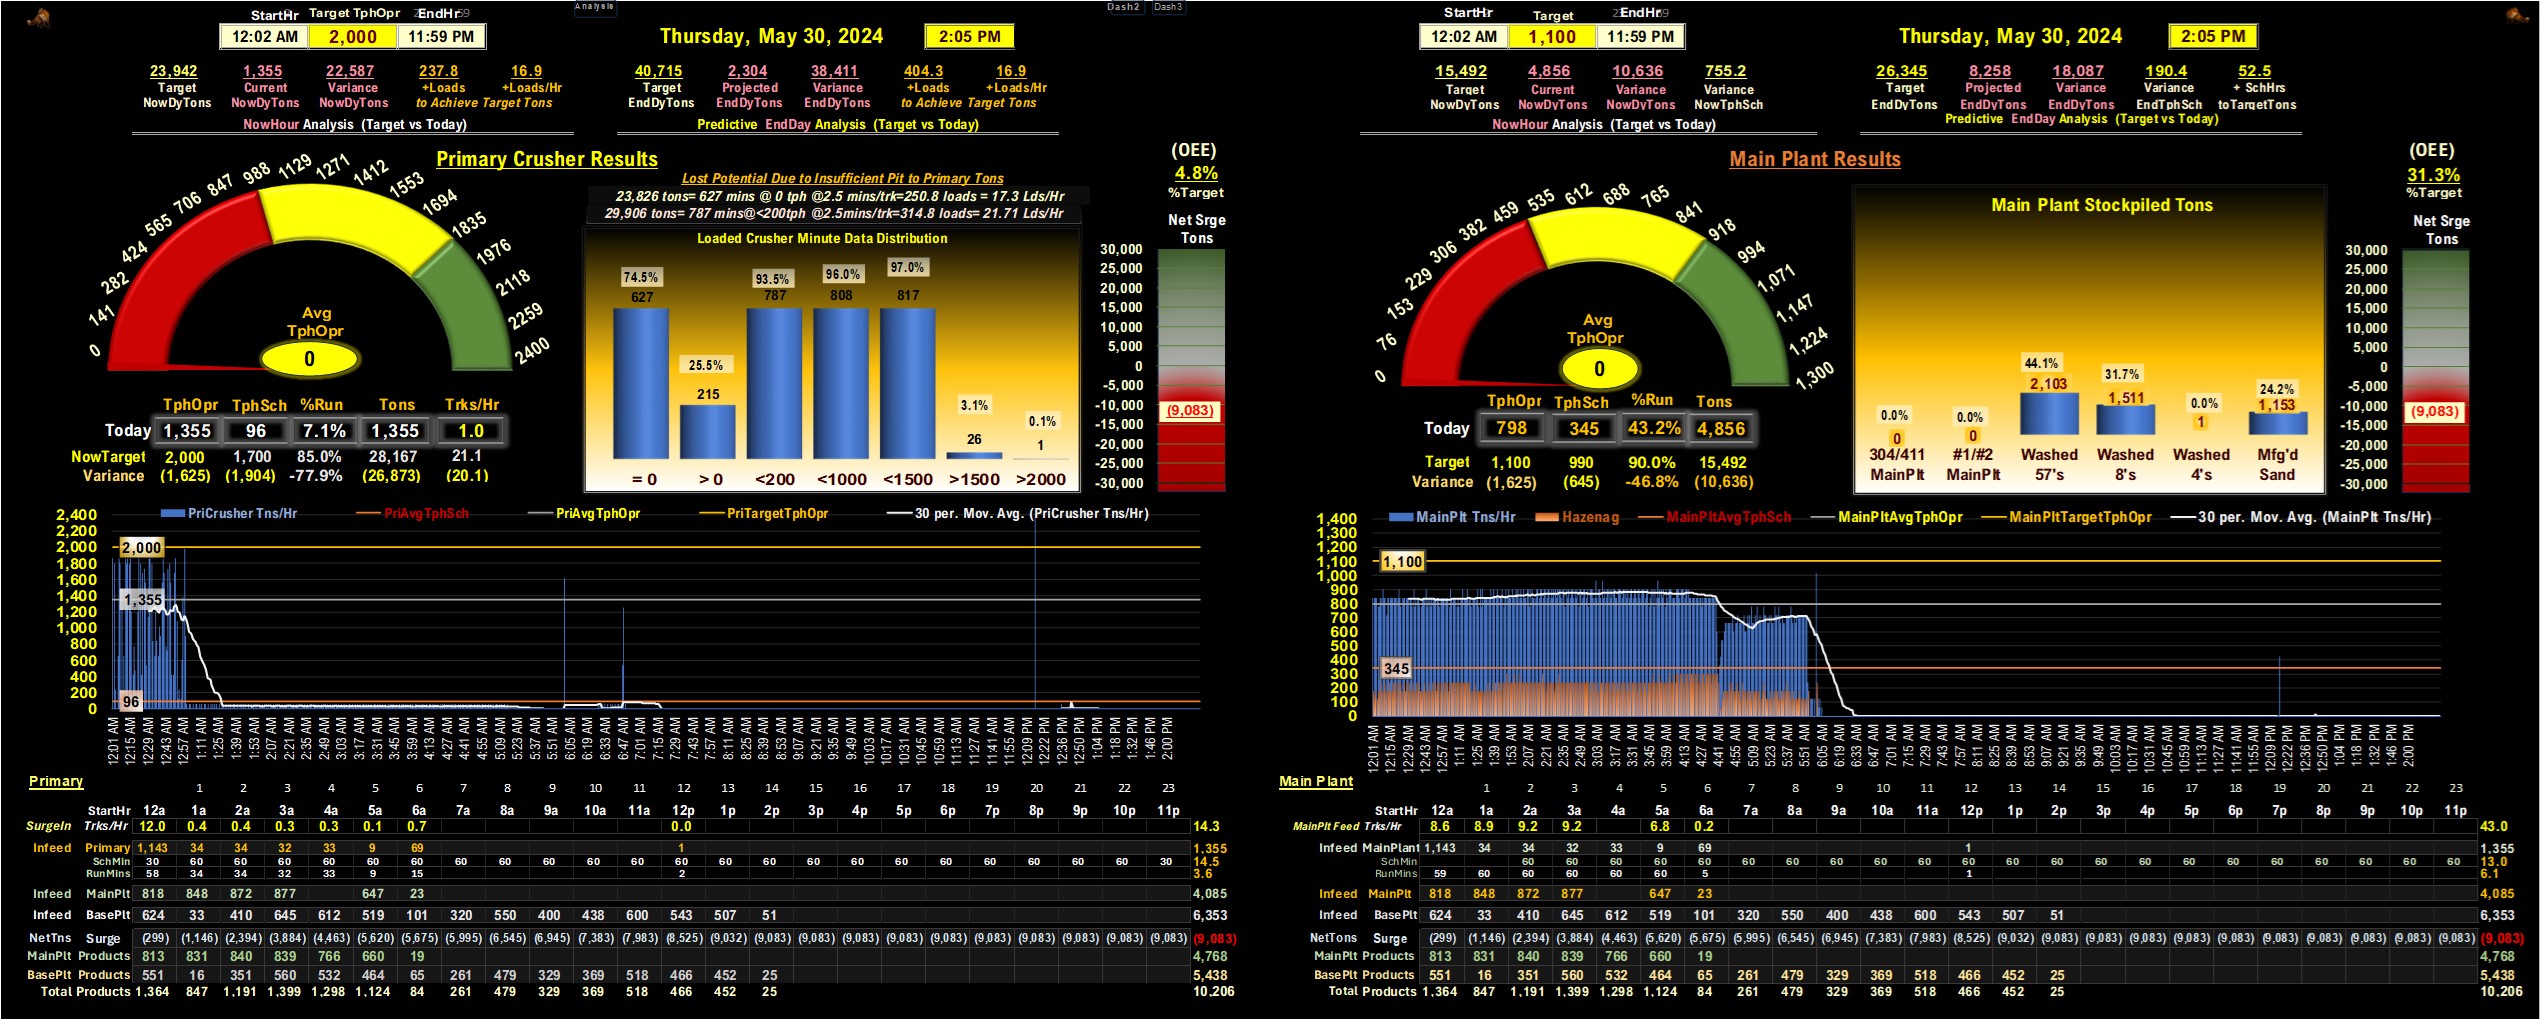 Analysis
Dash2 Dash3
StartHr Target TphOpr EndHr
12:02 AM 2,000 11:59 PM
Thursday, May 30, 2024 2:05 PM
23,942 1,355 22,587 237.8 16.9
Target Current Variance +Loads +Loads/Hr
NowDyTons NowDyTons NowDyTons to Achieve Target Tons
NowHour Analysis (Target vs Today)
40,715 2,304 38,411 404.3 16.9
Target Projected Variance +Loads +Loads/Hr
EndDyTons EndDyTons EndDyTons to Achieve Target Tons
Predictive EndDay Analysis (Target vs Today)
Primary Crusher Results
0 141 282 424 565 706 847 988 1129 1271 1412 1553 1694 1835 1976 2118 2259 2400
Avg
TphOpr
0
TphOpr TphSch %Run Tons Trks/Hr
Today 1,355 96 7.1% 1,355 1.0
NowTarget 2,000 1,700 85.0% 28,167 21.1
Variance (1,625) (1,904) -77.9% (26,873) (20.1)
Lost Potential Due to Insufficient Pit to Primary Tons
23,826 tons= 627 mins @ 0 tph @2.5 mins/trk=250.8 loads = 17.3 Lds/Hr
29,906 tons= 787 mins@<200tph @2.5mins/trk=314.8 loads= 21.71 Lds/Hr
Loaded Crusher Minute Data Distribution
74.5% 25.5% 93.5% 96.0% 97.0% 3.1% 0.1%
627 215 787 808 817 26 1
= 0 > 0 <200 <1000 <1500 >1500 >2000
(OEE)
4.8%
%Target
Net Srge
Tons
30,000
25,000
20,000
15,000
10,000
5,000
0
-5,000
-10,000
(9,083)
-15,000
-20,000
-25,000
-30,000
PriCrusher Tns/Hr PriAvgTphSch PriAvgTphOpr PriTargetTphOpr 30 per. Mov. Avg. (PriCrusher Tns/Hr)
2,400
2,200
2,000
1,800
1,600
1,400
1,200
1,000
800
600
400
200
0
2,000
1,355
96
12:01 AM 12:15 AM 12:29 AM 12:43 AM 12:57 AM 1:11 AM 1:25 AM 1:39 AM 1:53 AM 2:07 AM 2:21 AM 2:35 AM 2:49 AM 3:03 AM 3:17 AM 3:31 AM 3:45 AM 3:59 AM 4:13 AM 4:27 AM 4:41 AM 4:55 AM 5:09 AM 5:23 AM 5:37 AM 5:51 AM 6:05 AM 6:19 AM 6:33 AM 6:47 AM 7:01 AM 7:15 AM 7:29 AM 7:43 AM 7:57 AM 8:11 AM 8:25 AM 8:39 AM 8:53 AM 9:07 AM 9:21 AM 9:35 AM 9:49 AM 10:03 AM 10:17 AM 10:31 AM 10:45 AM 10:59 AM 11:13 AM 11:27 AM 11:41 AM 11:55 AM 12:09 PM 12:22 PM 12:36 PM 12:50 PM 1:04 PM 1:18 PM 1:32 PM 1:46 PM 2:00 PM
Primary
1 2 3 4 5 6 7 8 9 10 11 12 13 14 15 16 17 18 19 20 21 22 23
StartHr 12a 1a 2a 3a 4a 5a 6a 7a 8a 9a 10a 11a 12p 1p 2p 3p 4p 5p 6p 7p 8p 9p 10p 11p
SurgeIn Trks/Hr 12.0 0.4 0.4 0.3 0.3 0.1 0.7 0.0 14.3
Infeed Primary 1,143 34 34 32 33 9 69 1 1,355
SchMin 30 60 60 60 60 60 60 60 60 60 60 60 60 60 60 60 60 60 60 60 60 60 60 30 14.5
RunMins 58 34 34 32 33 9 15 2 3.6
Infeed MainPlt 818 848 872 877 647 23 4,085
Infeed BasePlt 624 33 410 645 612 519 101 320 550 400 438 600 543 507 51 6,353
NetTns Surge (299) (1,146) (2,394) (3,884) (4,463) (5,620) (5,675) (5,995) (6,545) (6,945) (7,383) (7,983) (8,525) (9,032) (9,083) (9,083) (9,083) (9,083) (9,083) (9,083) (9,083) (9,083) (9,083) (9,083) (9,083)
MainPlt Products 813 831 840 839 766 660 19 4,768
BasePlt Products 551 16 351 560 532 464 65 261 479 329 369 518 466 452 25 5,438
Total Products 1,364 847 1,191 1,399 1,298 1,124 84 261 479 329 369 518 466 452 25 10,206
StartHr Target EndHr
12:02 AM 1,100 11:59 PM
Thursday, May 30, 2024 2:05 PM
15,492 4,856 10,636 755.2
Target Current Variance Variance
NowDyTons NowDyTons NowDyTons NowTphSch
NowHour Analysis (Target vs Today)
26,345 8,258 18,087 190.4 52.5
Target Projected Variance Variance + SchHrs
EndDyTons EndDyTons EndDyTons EndTphSch toTargetTons
Predictive EndDay Analysis (Target vs Today)
Main Plant Results
0 76 153 229 306 382 459 535 612 688 765 841 918 994 1,071 1,147 1,224 1,300
Avg
TphOpr
0
TphOpr TphSch %Run Tons
Today 798 345 43.2% 4,856
Target 1,100 990 90.0% 15,492
Variance (1,625) (645) -46.8% (10,636)
Main Plant Stockpiled Tons
0.0% 0.0% 44.1% 31.7% 0.0% 24.2%
0 0 2,103 1,511 1 1,153
304/411 #1/#2 Washed Washed Washed Mfg'd
MainPlt MainPlt 57's 8's 4's Sand
(OEE)
31.3%
%Target
Net Srge
Tons
30,000
25,000
20,000
15,000
10,000
5,000
0
-5,000
-10,000
(9,083)
-15,000
-20,000
-25,000
-30,000
MainPlt Tns/Hr Hazenag MainPltAvgTphSch MainPltAvgTphOpr MainPltTargetTphOpr 30 per. Mov. Avg. (MainPlt Tns/Hr)
1,400
1,300
1,200
1,100
1,000
900
800
700
600
500
400
300
200
100
0
1,100
345
12:01 AM 12:15 AM 12:29 AM 12:43 AM 12:57 AM 1:11 AM 1:25 AM 1:39 AM 1:53 AM 2:07 AM 2:21 AM 2:35 AM 2:49 AM 3:03 AM 3:17 AM 3:31 AM 3:45 AM 3:59 AM 4:13 AM 4:27 AM 4:41 AM 4:55 AM 5:09 AM 5:23 AM 5:37 AM 5:51 AM 6:05 AM 6:19 AM 6:33 AM 6:47 AM 7:01 AM 7:15 AM 7:29 AM 7:43 AM 7:57 AM 8:11 AM 8:25 AM 8:39 AM 8:53 AM 9:07 AM 9:21 AM 9:35 AM 9:49 AM 10:03 AM 10:17 AM 10:31 AM 10:45 AM 10:59 AM 11:13 AM 11:27 AM 11:41 AM 11:55 AM 12:09 PM 12:22 PM 12:36 PM 12:50 PM 1:04 PM 1:18 PM 1:32 PM 1:46 PM 2:00 PM
Main Plant
1 2 3 4 5 6 7 8 9 10 11 12 13 14 15 16 17 18 19 20 21 22 23
StartHr 12a 1a 2a 3a 4a 5a 6a 7a 8a 9a 10a 11a 12p 1p 2p 3p 4p 5p 6p 7p 8p 9p 10p 11p
MainPlt Feed Trks/Hr 8.6 8.9 9.2 9.2 6.8 0.2 43.0
Infeed MainPlant 1,143 34 34 32 33 9 69 1 1,355
SchMin 60 60 60 60 60 60 60 60 60 60 60 60 60 60 60 60 60 60 60 60 60 60 13.0
RunMins 59 60 60 60 60 60 5 1 6.1
Infeed MainPlt 818 848 872 877 647 23 4,085
Infeed BasePlt 624 33 410 645 612 519 101 320 550 400 438 600 543 507 51 6,353
NetTons Surge (299) (1,146) (2,394) (3,884) (4,463) (5,620) (5,675) (5,995) (6,545) (6,945) (7,383) (7,983) (8,525) (9,032) (9,083) (9,083) (9,083) (9,083) (9,083) (9,083) (9,083) (9,083) (9,083) (9,083) (9,083)
MainPlt Products 813 831 840 839 766 660 19 4,768
BasePlt Products 551 16 351 560 532 464 65 261 479 329 369 518 466 452 25 5,438
Total Products 1,364 847 1,191 1,399 1,298 1,124 84 261 479 329 369 518 466 452 25 10,206